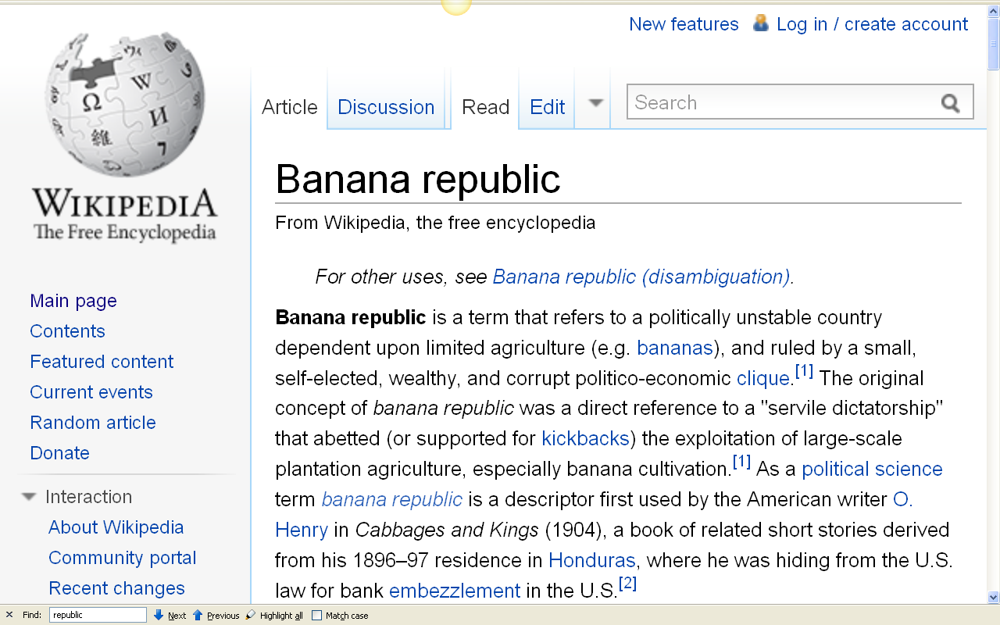 New features Log in / create account
Article Discussion Read Edit Search
Ω W И 維 7
WIKIPEDIA
The Free Encyclopedia
Main page
Contents
Featured content
Current events
Random article
Donate
Interaction
About Wikipedia
Community portal
Recent changes
Banana republic
From Wikipedia, the free encyclopedia
For other uses, see Banana republic (disambiguation).
Banana republic is a term that refers to a politically unstable country
dependent upon limited agriculture (e.g. bananas), and ruled by a small,
self-elected, wealthy, and corrupt politico-economic clique.[1] The original
concept of banana republic was a direct reference to a "servile dictatorship"
that abetted (or supported for kickbacks) the exploitation of large-scale
plantation agriculture, especially banana cultivation.[1] As a political science
term banana republic is a descriptor first used by the American writer O.
Henry in Cabbages and Kings (1904), a book of related short stories derived
from his 1896–97 residence in Honduras, where he was hiding from the U.S.
law for bank embezzlement in the U.S.[2]
Find: republic Next Previous Highlight all Match case